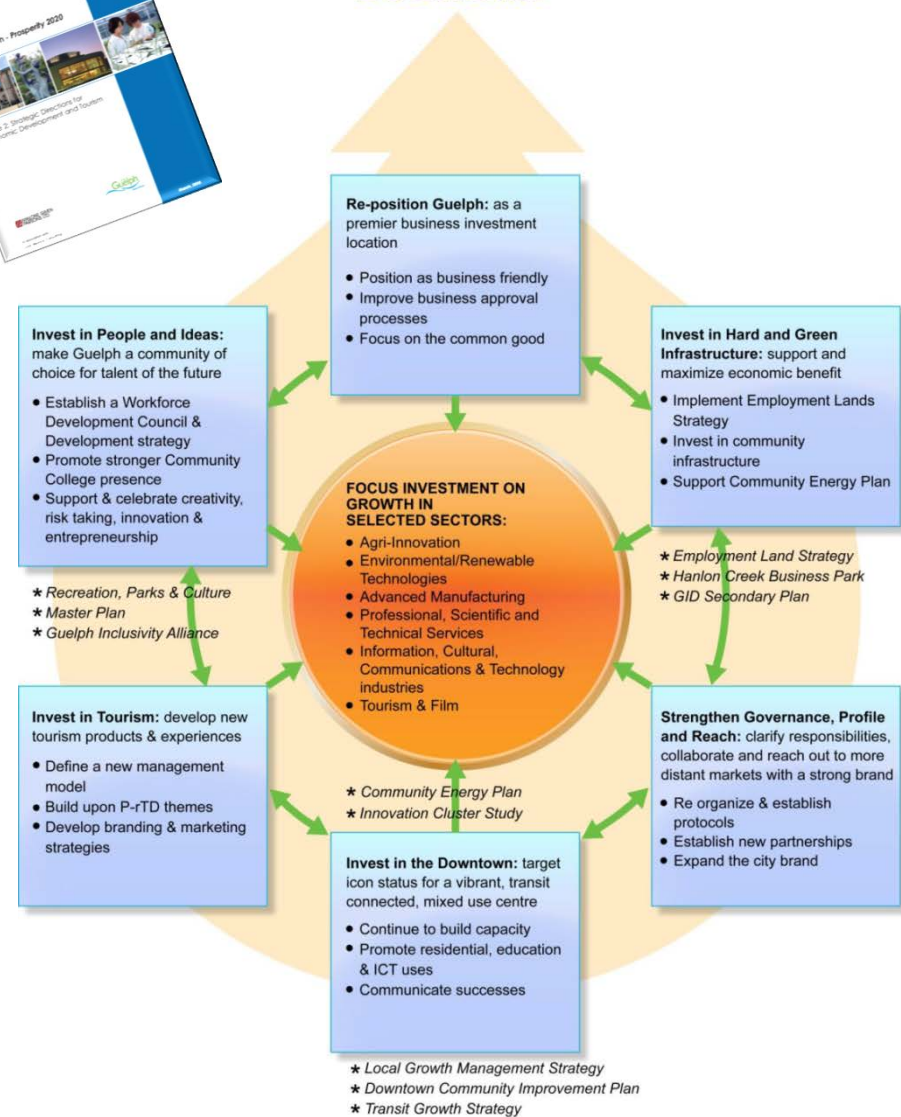 - Prosperity 2020
2: Strategic Directions for
Economic Development and Tourism
Guelph
Re-position Guelph: as a
premier business investment
location
• Position as business friendly
• Improve business approval
processes
• Focus on the common good
Invest in People and Ideas:
make Guelph a community of
choice for talent of the future
• Establish a Workforce
Development Council &
Development strategy
• Promote stronger Community
College presence
• Support & celebrate creativity,
risk taking, innovation &
entrepreneurship
Invest in Hard and Green
Infrastructure: support and
maximize economic benefit
• Implement Employment Lands
Strategy
• Invest in community
infrastructure
• Support Community Energy Plan
FOCUS INVESTMENT ON
GROWTH IN
SELECTED SECTORS:
• Agri-Innovation
• Environmental/Renewable
Technologies
• Advanced Manufacturing
• Professional, Scientific and
Technical Services
• Information, Cultural,
Communications & Technology
industries
• Tourism & Film
* Recreation, Parks & Culture
* Master Plan
* Guelph Inclusivity Alliance
* Employment Land Strategy
* Hanlon Creek Business Park
* GID Secondary Plan
Invest in Tourism: develop new
tourism products & experiences
• Define a new management
model
• Build upon P-rTD themes
• Develop branding & marketing
strategies
Strengthen Governance, Profile
and Reach: clarify responsibilities,
collaborate and reach out to more
distant markets with a strong brand
• Re organize & establish
protocols
• Establish new partnerships
• Expand the city brand
* Community Energy Plan
* Innovation Cluster Study
Invest in the Downtown: target
icon status for a vibrant, transit
connected, mixed use centre
• Continue to build capacity
• Promote residential, education
& ICT uses
• Communicate successes
* Local Growth Management Strategy
* Downtown Community Improvement Plan
* Transit Growth Strategy